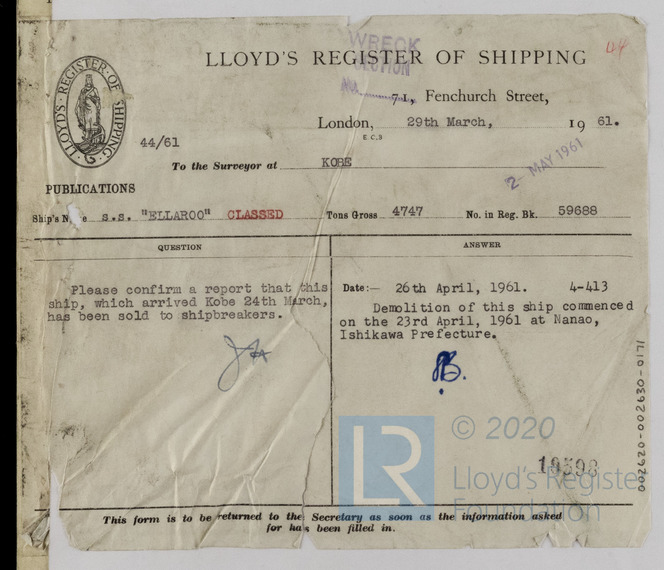 WRECK
SECTION
No.
44
LLOYD'S REGISTER OF SHIPPING
LLOYD'S · REGISTER · OF · SHIPPING
71, Fenchurch Street,
London, 29th March, 1961.
E.C.3
44/61
2 MAY 1961
To the Surveyor at KOBE
PUBLICATIONS
Ship's Name S.S. "ELLAROO" CLASSED Tons Gross 4747 No. in Reg. Bk. 59688
QUESTION
Please confirm a report that this
ship, which arrived Kobe 24th March,
has been sold to shipbreakers.
ANSWER
Date:— 26th April, 1961. 4-413
Demolition of this ship commenced
on the 23rd April, 1961 at Nanao,
Ishikawa Prefecture.
LR
© 2020
Lloyd's Register
Foundation
002620-002630-0171
This form is to be returned to the Secretary as soon as the information asked
for has been filled in.